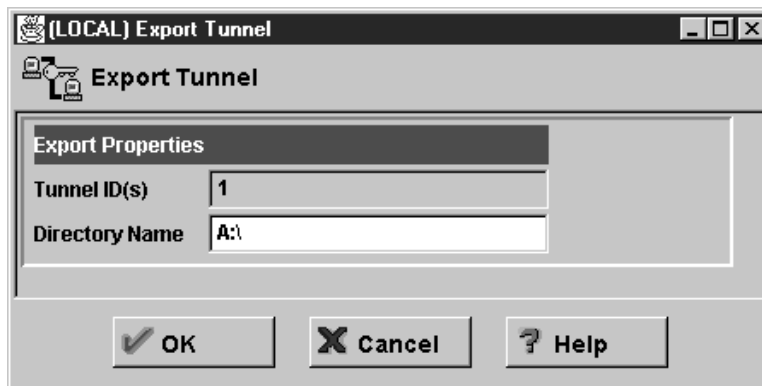 (LOCAL) Export Tunnel
Export Tunnel
Export Properties
Tunnel ID(s) 1
Directory Name A:\
OK Cancel Help